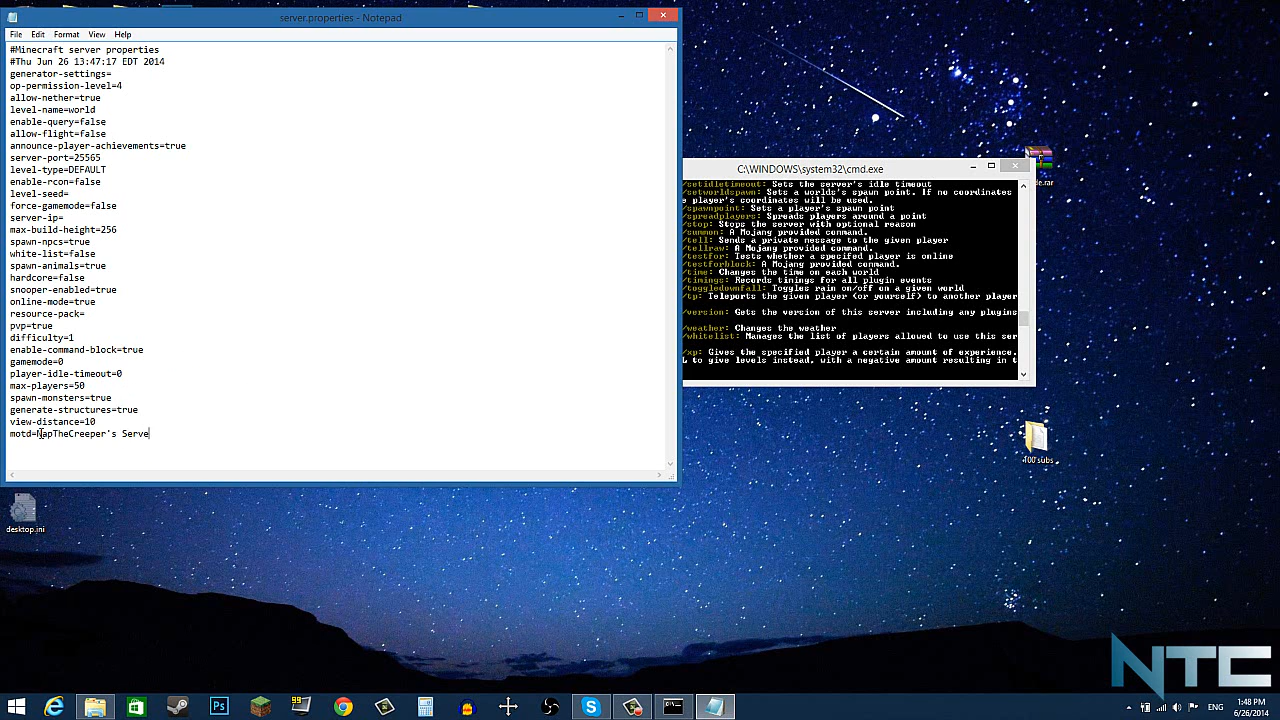 server.properties - Notepad
File Edit Format View Help
#Minecraft server properties
#Thu Jun 26 13:47:17 EDT 2014
generator-settings=
op-permission-level=4
allow-nether=true
level-name=world
enable-query=false
allow-flight=false
announce-player-achievements=true
server-port=25565
level-type=DEFAULT
enable-rcon=false
level-seed=
force-gamemode=false
server-ip=
max-build-height=256
spawn-npcs=true
white-list=false
spawn-animals=true
hardcore=false
snooper-enabled=true
online-mode=true
resource-pack=
pvp=true
difficulty=1
enable-command-block=true
gamemode=0
player-idle-timeout=0
max-players=50
spawn-monsters=true
generate-structures=true
view-distance=10
motd=NapTheCreeper's Serve
C:\WINDOWS\system32\cmd.exe
/setidletimeout: Sets the server's idle timeout
/setworldspawn: Sets a worlds's spawn point. If no coordinates
e player's coordinates will be used.
/spawnpoint: Sets a player's spawn point
/spreadplayers: Spreads players around a point
/stop: Stops the server with optional reason
/summon: A Mojang provided command.
/tell: Sends a private message to the given player
/tellraw: A Mojang provided command.
/testfor: Tests whether a specifed player is online
/testforblock: A Mojang provided command.
/time: Changes the time on each world
/timings: Records timings for all plugin events
/toggledownfall: Toggles rain on/off on a given world
/tp: Teleports the given player (or yourself) to another player
/version: Gets the version of this server including any plugins
/weather: Changes the weather
/whitelist: Manages the list of players allowed to use this ser
/xp: Gives the specified player a certain amount of experience.
t to give levels instead, with a negative amount resulting in t
de.rar
100 subs
desktop.ini
NTC
Ps
99
ENG
1:48 PM
6/26/2014